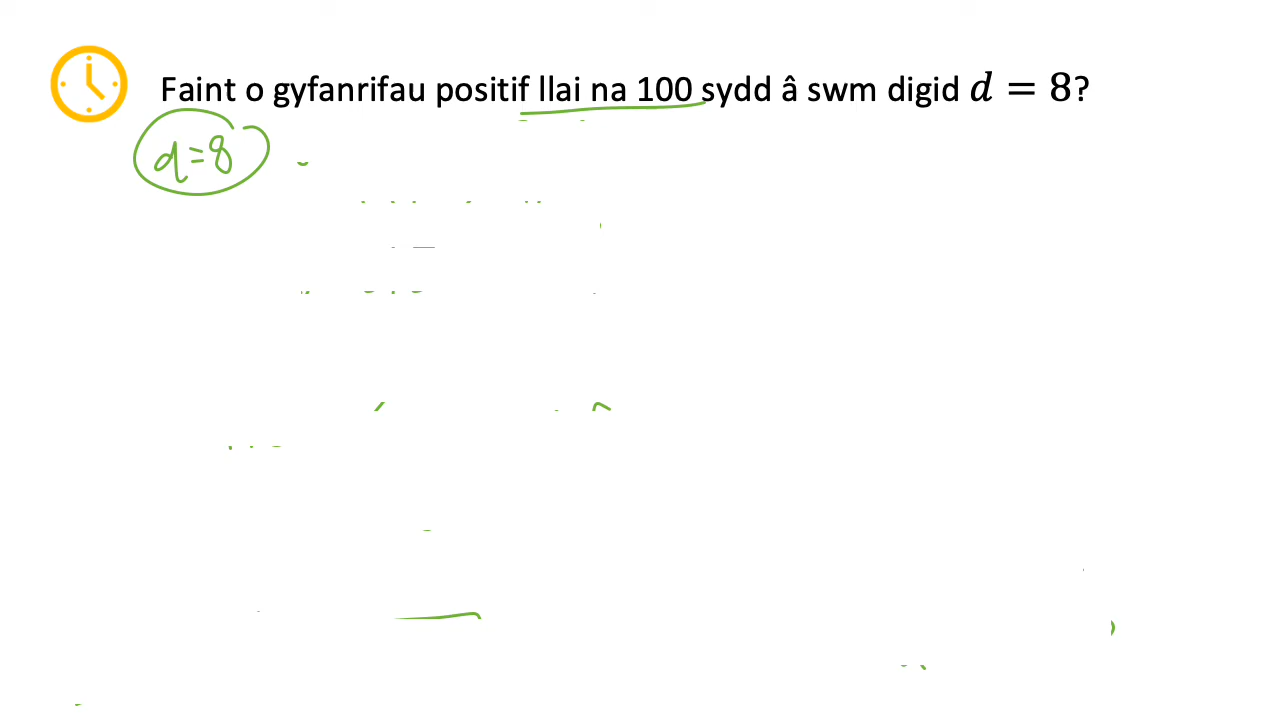 Faint o gyfanrifau positif llai na 100 sydd â swm digid d = 8?
d=8